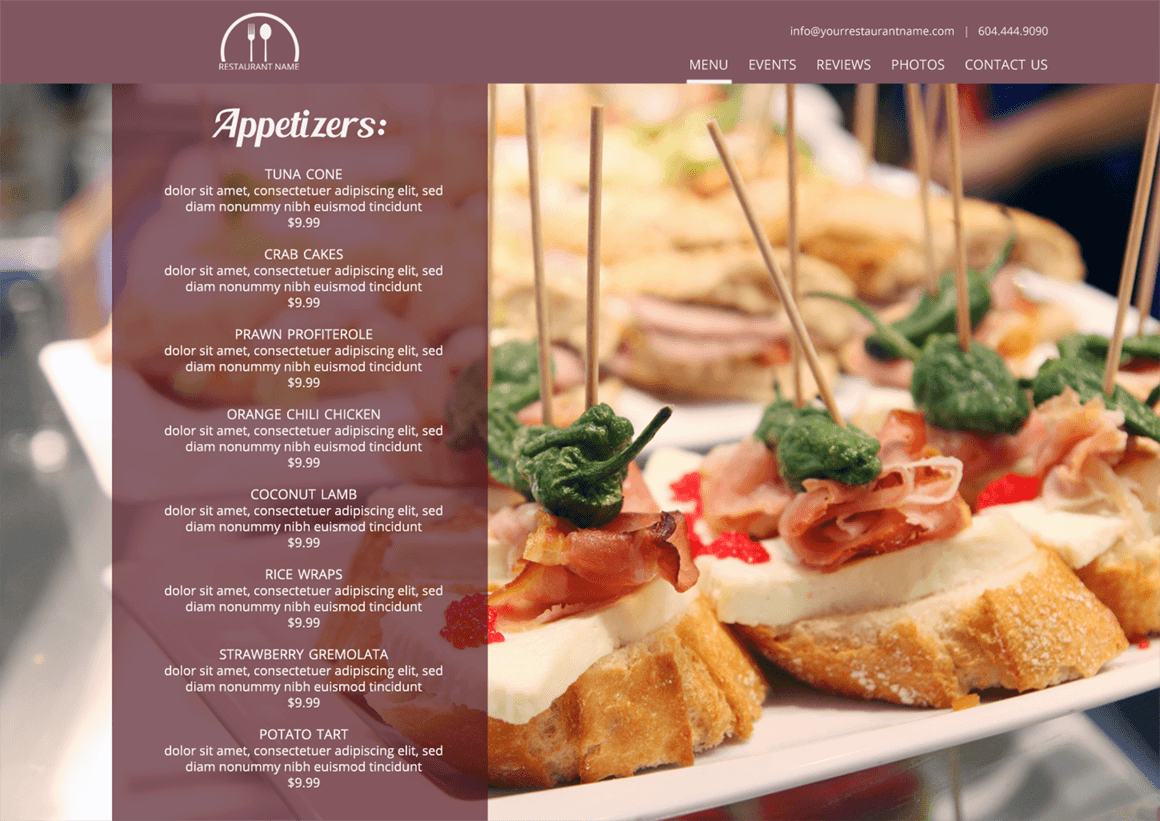 RESTAURANT NAME
info@yourrestaurantname.com | 604.444.9090
MENU EVENTS REVIEWS PHOTOS CONTACT US
Appetizers:
TUNA CONE
dolor sit amet, consectetuer adipiscing elit, sed
diam nonummy nibh euismod tincidunt
$9.99
CRAB CAKES
dolor sit amet, consectetuer adipiscing elit, sed
diam nonummy nibh euismod tincidunt
$9.99
PRAWN PROFITEROLE
dolor sit amet, consectetuer adipiscing elit, sed
diam nonummy nibh euismod tincidunt
$9.99
ORANGE CHILI CHICKEN
dolor sit amet, consectetuer adipiscing elit, sed
diam nonummy nibh euismod tincidunt
$9.99
COCONUT LAMB
dolor sit amet, consectetuer adipiscing elit, sed
diam nonummy nibh euismod tincidunt
$9.99
RICE WRAPS
dolor sit amet, consectetuer adipiscing elit, sed
diam nonummy nibh euismod tincidunt
$9.99
STRAWBERRY GREMOLATA
dolor sit amet, consectetuer adipiscing elit, sed
diam nonummy nibh euismod tincidunt
$9.99
POTATO TART
dolor sit amet, consectetuer adipiscing elit, sed
diam nonummy nibh euismod tincidunt
$9.99